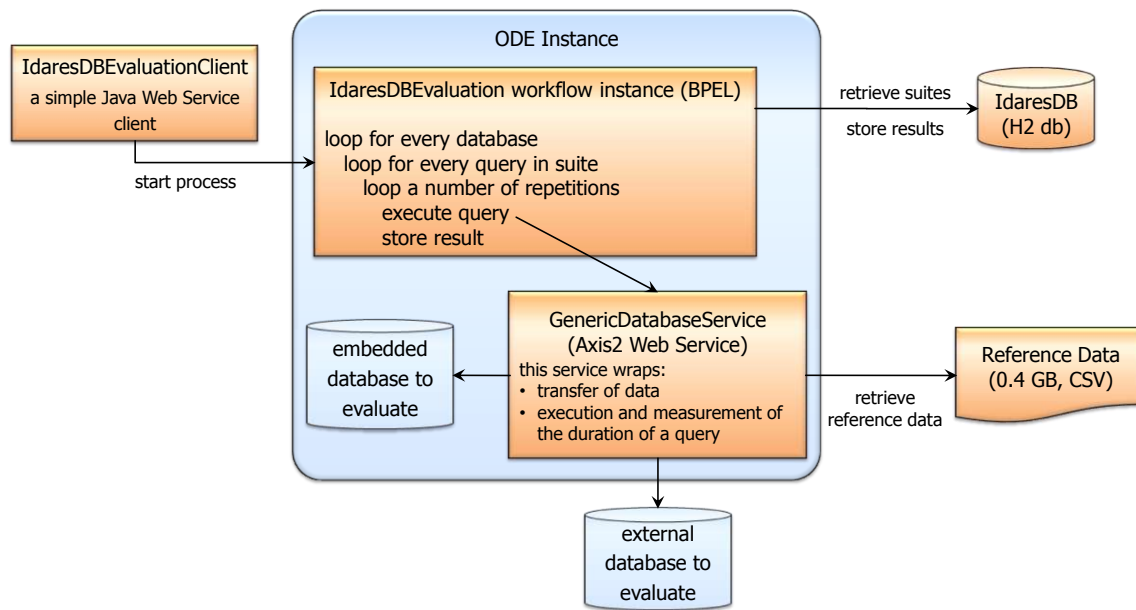 ODE Instance
IdaresDBEvaluationClient
a simple Java Web Service
client
start process
IdaresDBEvaluation workflow instance (BPEL)
loop for every database
loop for every query in suite
loop a number of repetitions
execute query
store result
retrieve suites
store results
IdaresDB
(H2 db)
GenericDatabaseService
(Axis2 Web Service)
this service wraps:
• transfer of data
• execution and measurement of
the duration of a query
embedded
database to
evaluate
retrieve
reference data
Reference Data
(0.4 GB, CSV)
external
database to
evaluate